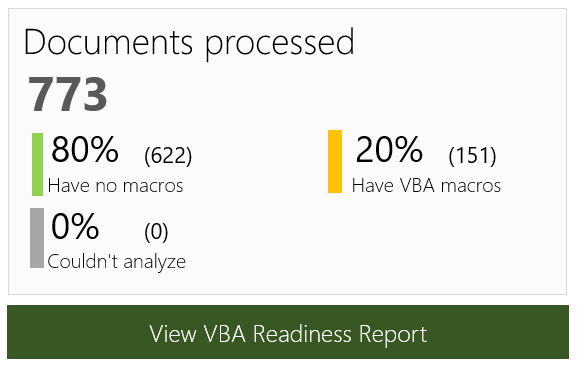 Documents processed
773
80% (622)
Have no macros
20% (151)
Have VBA macros
0% (0)
Couldn't analyze
View VBA Readiness Report